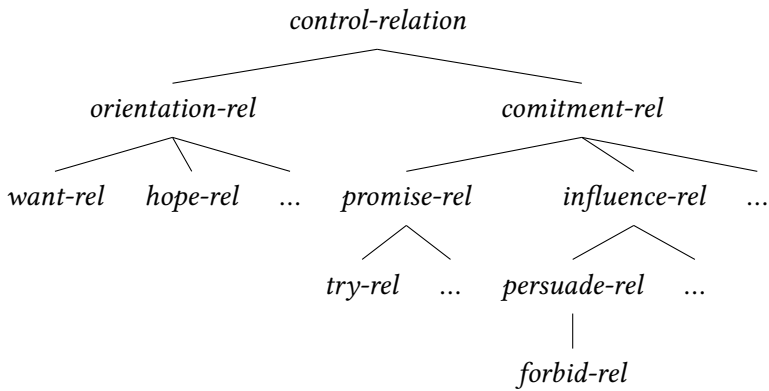 control-relation
orientation-rel comitment-rel
want-rel hope-rel ... promise-rel influence-rel ...
try-rel ... persuade-rel ...
forbid-rel